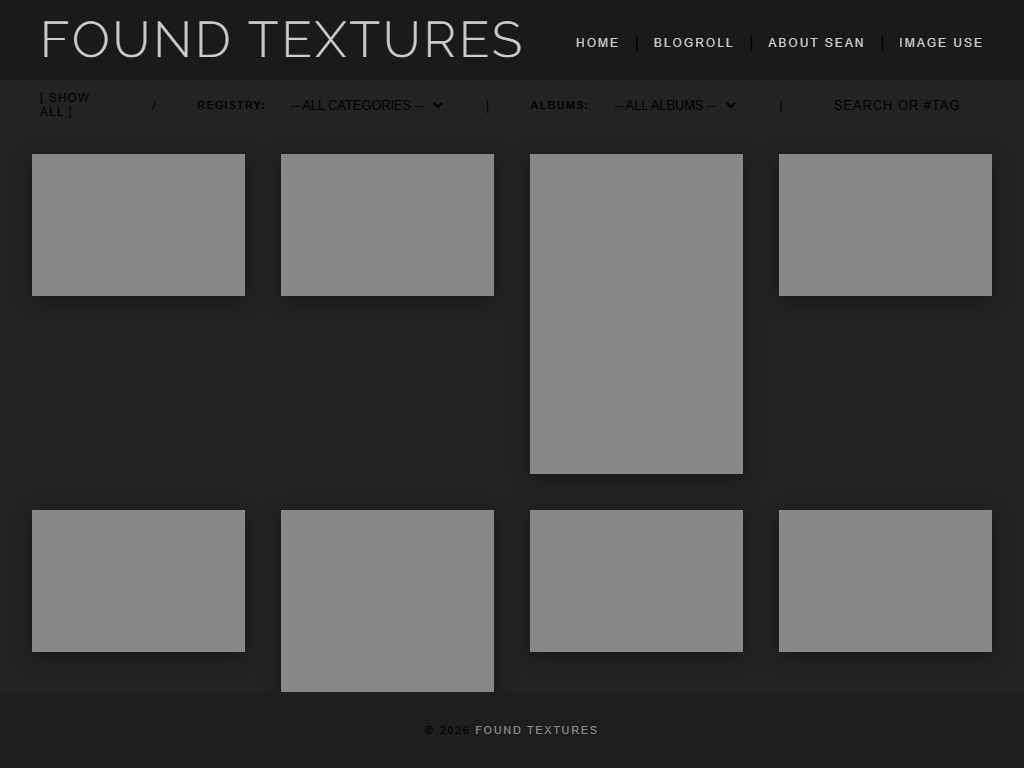 FOUND TEXTURES
HOME | BLOGROLL | ABOUT SEAN | IMAGE USE
[ SHOW
ALL ]
/ REGISTRY: -- ALL CATEGORIES -- | ALBUMS: -- ALL ALBUMS -- | SEARCH OR #TAG
© 2026 FOUND TEXTURES